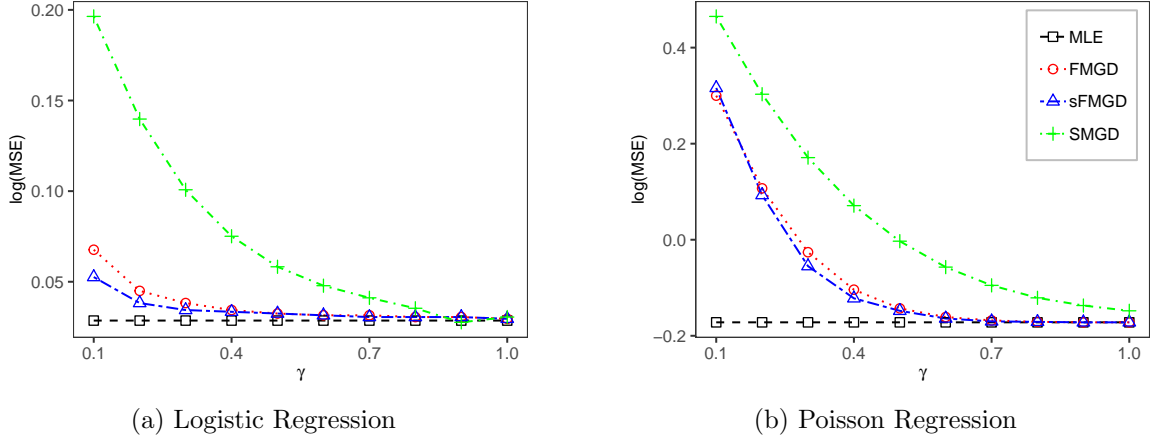 0.20
0.15
0.10
0.05
log(MSE)
0.1 0.4 0.7 1.0
γ
(a) Logistic Regression
0.4
0.2
0.0
−0.2
log(MSE)
0.1 0.4 0.7 1.0
γ
MLE
FMGD
sFMGD
SMGD
(b) Poisson Regression